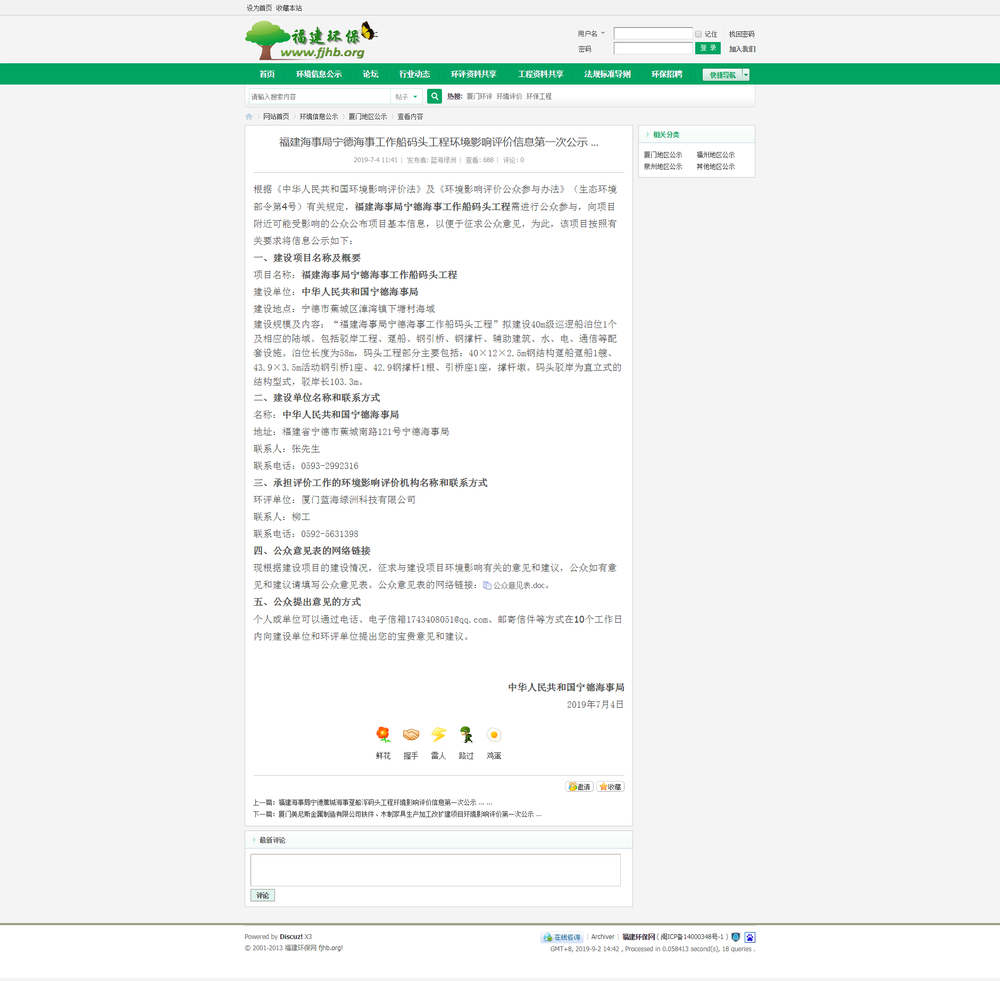 设为首页 收藏本站
福建环保
www.fjhb.org
用户名 记住 找回密码
密码 登 录 加入我们
首页 环境信息公示 论坛 行业动态 环评资料共享 工程资料共享 法规标准导则 环保招聘 快捷导航
请输入搜索内容 帖子 热搜: 厦门环评 环境评价 环保工程
网站首页 环境信息公示 厦门地区公示 查看内容
福建海事局宁德海事工作船码头工程环境影响评价信息第一次公示 ...
2019-7-4 11:41 | 发布者: 蓝海绿洲 | 查看: 688 | 评论: 0
根据《中华人民共和国环境影响评价法》及《环境影响评价公众参与办法》（生态环境
部令第4号）有关规定，福建海事局宁德海事工作船码头工程需进行公众参与，向项目
附近可能受影响的公众公布项目基本信息，以便于征求公众意见，为此，该项目按照有
关要求将信息公示如下：
一、建设项目名称及概要
项目名称：福建海事局宁德海事工作船码头工程
建设单位：中华人民共和国宁德海事局
建设地点：宁德市蕉城区漳湾镇下塘村海域
建设规模及内容：“福建海事局宁德海事工作船码头工程”拟建设40m级巡逻船泊位1个
及相应的陆域。包括驳岸工程、趸船、钢引桥、钢撑杆、辅助建筑、水、电、通信等配
套设施。泊位长度为58m，码头工程部分主要包括：40×12×2.5m钢结构趸船趸船1艘、
43.9×3.5m活动钢引桥1座、42.9钢撑杆1根、引桥座1座，撑杆墩。码头驳岸为直立式的
结构型式，驳岸长103.3m。
二、建设单位名称和联系方式
名称：中华人民共和国宁德海事局
地址：福建省宁德市蕉城南路121号宁德海事局
联系人：张先生
联系电话：0593-2992316
三、承担评价工作的环境影响评价机构名称和联系方式
环评单位：厦门蓝海绿洲科技有限公司
联系人：柳工
联系电话：0592-5631398
四、公众意见表的网络链接
现根据建设项目的建设情况，征求与建设项目环境影响有关的意见和建议，公众如有意
见和建议请填写公众意见表。公众意见表的网络链接：公众意见表.doc。
五、公众提出意见的方式
个人或单位可以通过电话、电子信箱1743408051@qq.com、邮寄信件等方式在10个工作日
内向建设单位和环评单位提出您的宝贵意见和建议。
中华人民共和国宁德海事局
2019年7月4日
鲜花 握手 雷人 路过 鸡蛋
邀请 收藏
上一篇：福建海事局宁德蕉城海事趸船浮码头工程环境影响评价信息第一次公示 ... ...
下一篇：厦门美尼斯金属制造有限公司铁件、木制家具生产加工改扩建项目环境影响评价第一次公示 ...
最新评论
评论
相关分类
厦门地区公示 福州地区公示
泉州地区公示 其他地区公示
Powered by Discuz! X3
© 2001-2013 福建环保网 fjhb.org!
在线咨询 | Archiver | 福建环保网 ( 闽ICP备14000348号-1 )
GMT+8, 2019-9-2 14:42 , Processed in 0.058413 second(s), 18 queries .